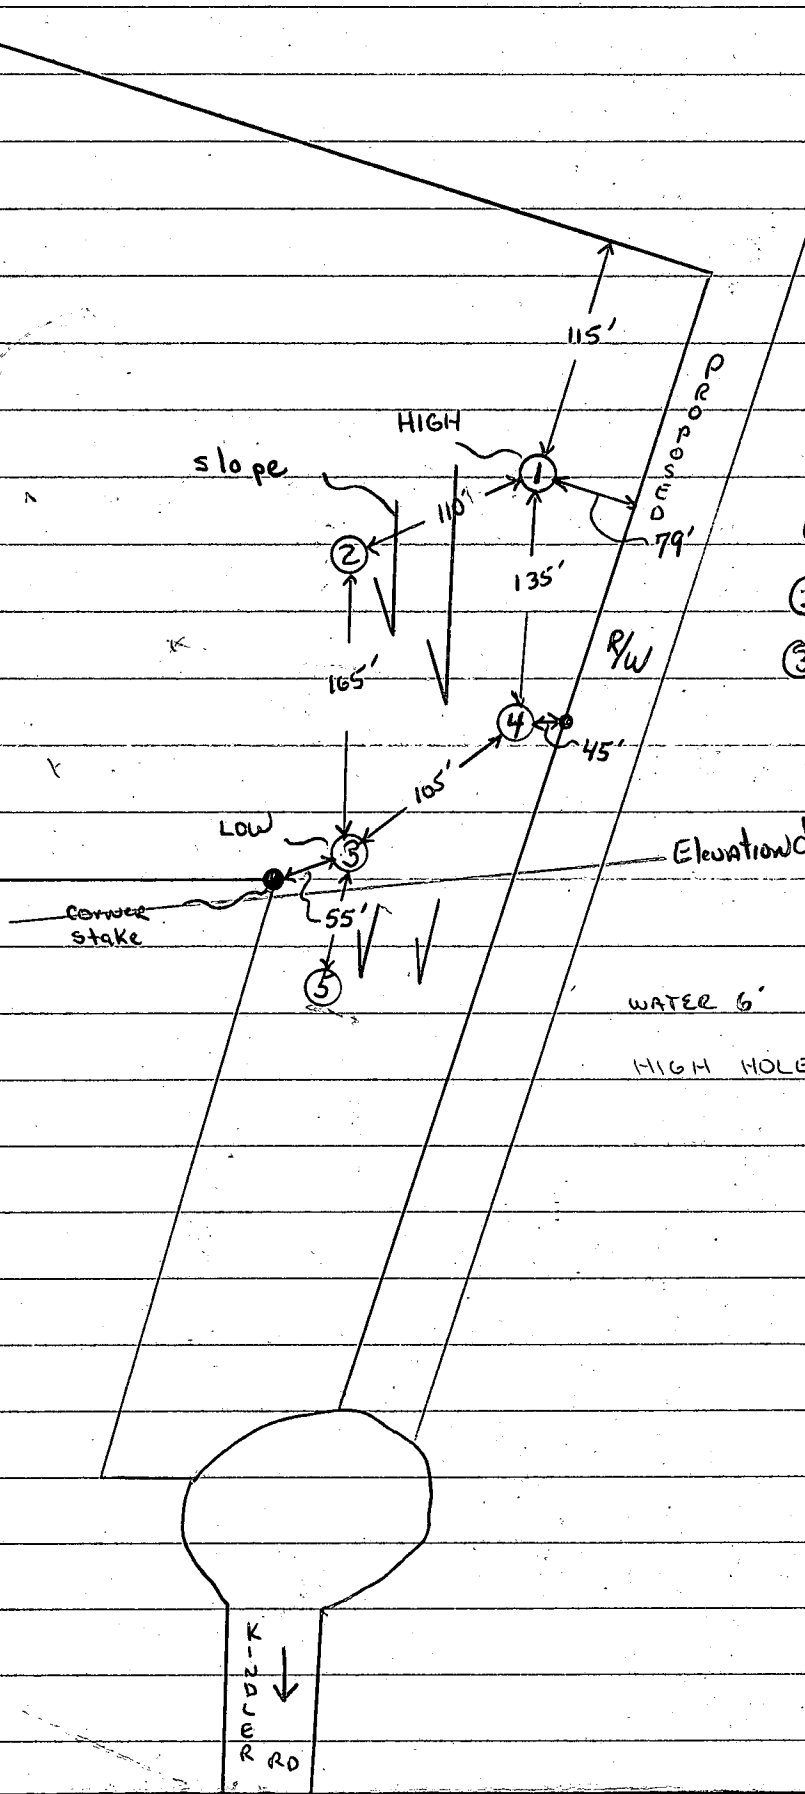 115'
PROPOSED
HIGH
slope
1
110'
2
79'
135'
3
165'
R/W
4
45'
105'
LOW
3
Elevation
corner
stake
55'
5
WATER 6'
HIGH HOLE
KINDLER RD